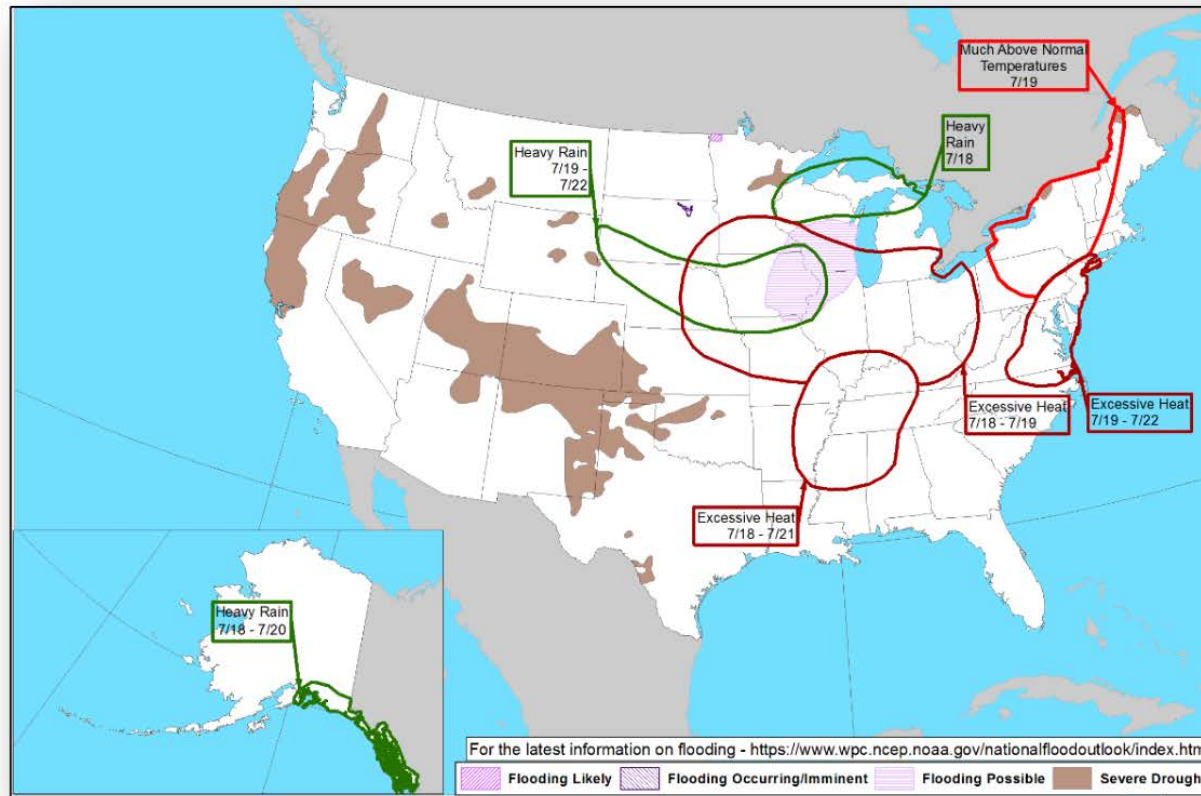 Much Above Normal
Temperatures
7/19
Heavy
Rain
7/18
Heavy Rain
7/19 -
7/22
Excessive Heat
7/18 - 7/19
Excessive Heat
7/19 - 7/22
Excessive Heat
7/18 - 7/21
Heavy Rain
7/18 - 7/20
For the latest information on flooding - https://www.wpc.ncep.noaa.gov/nationalfloodoutlook/index.htm
Flooding Likely
Flooding Occurring/Imminent
Flooding Possible
Severe Drough